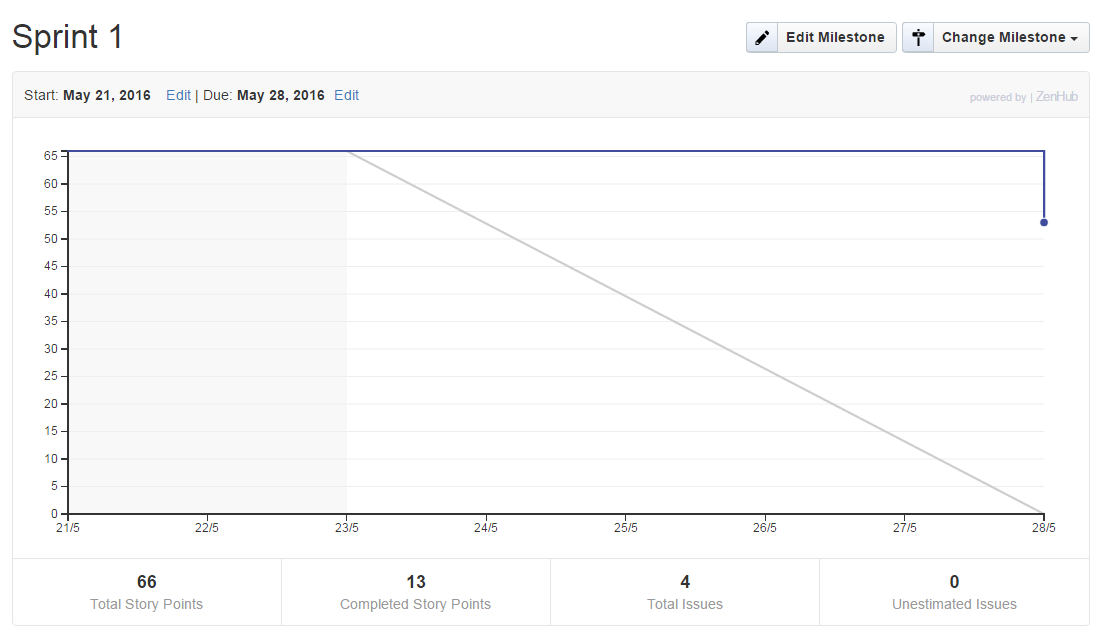 Sprint 1
Edit Milestone
Change Milestone
Start: May 21, 2016 Edit | Due: May 28, 2016 Edit
powered by | ZenHub
65
60
55
50
45
40
35
30
25
20
15
10
5
0
21/5 22/5 23/5 24/5 25/5 26/5 27/5 28/5
66 13 4 0
Total Story Points Completed Story Points Total Issues Unestimated Issues